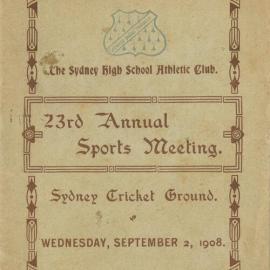 The Sydney High School Athletic Club.
23rd Annual
Sports Meeting.
Sydney Cricket Ground.
WEDNESDAY, SEPTEMBER 2, 1908.